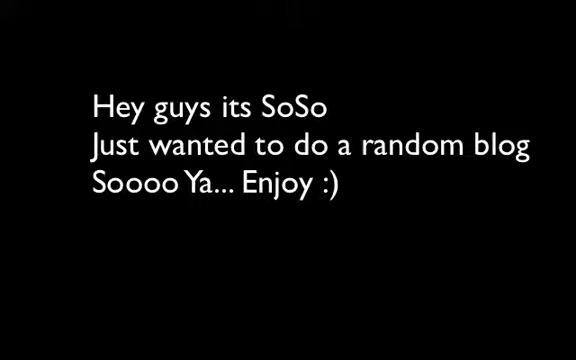 Hey guys its SoSo
Just wanted to do a random blog
Soooo Ya... Enjoy :)